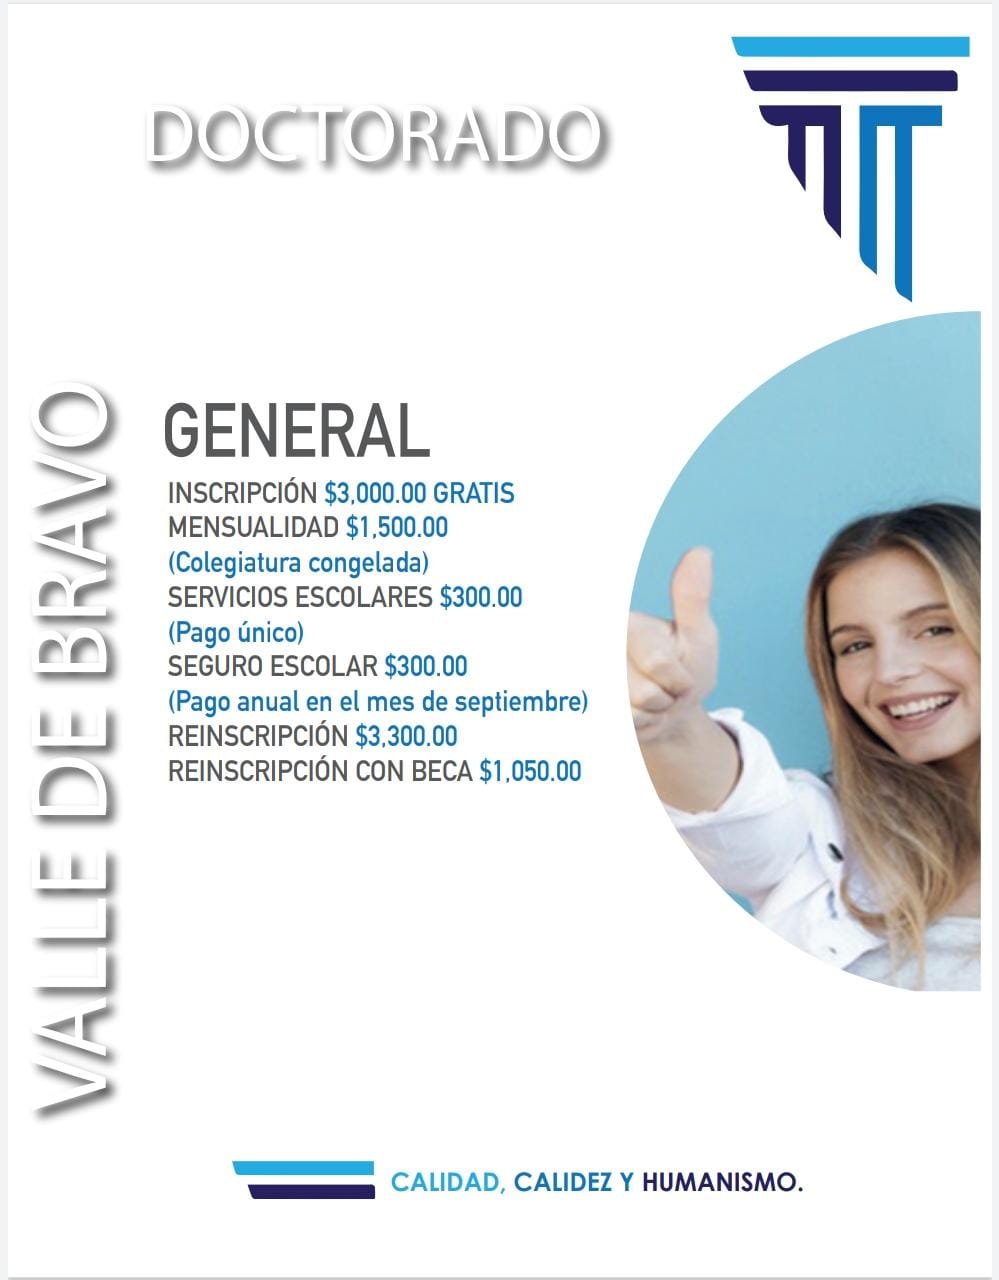 DOCTORADO
VALLE DE BRAVO
GENERAL
INSCRIPCIÓN $3,000.00 GRATIS
MENSUALIDAD $1,500.00
(Colegiatura congelada)
SERVICIOS ESCOLARES $300.00
(Pago único)
SEGURO ESCOLAR $300.00
(Pago anual en el mes de septiembre)
REINSCRIPCIÓN $3,300.00
REINSCRIPCIÓN CON BECA $1,050.00
CALIDAD, CALIDEZ Y HUMANISMO.